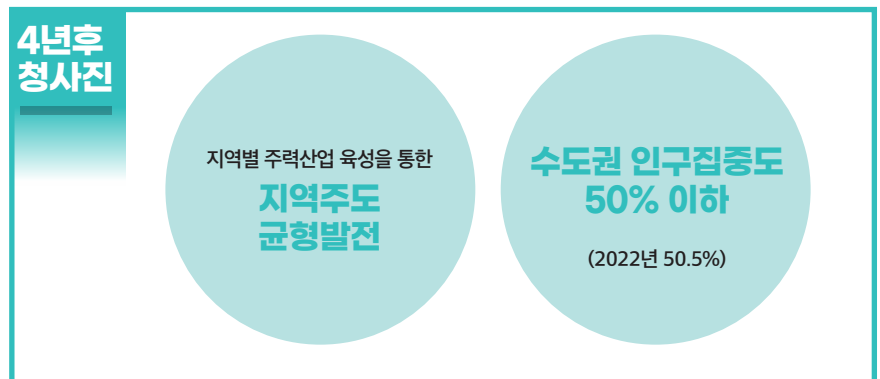 4년후
청사진
지역별 주력산업 육성을 통한
지역주도
균형발전
수도권 인구집중도
50% 이하
(2022년 50.5%)